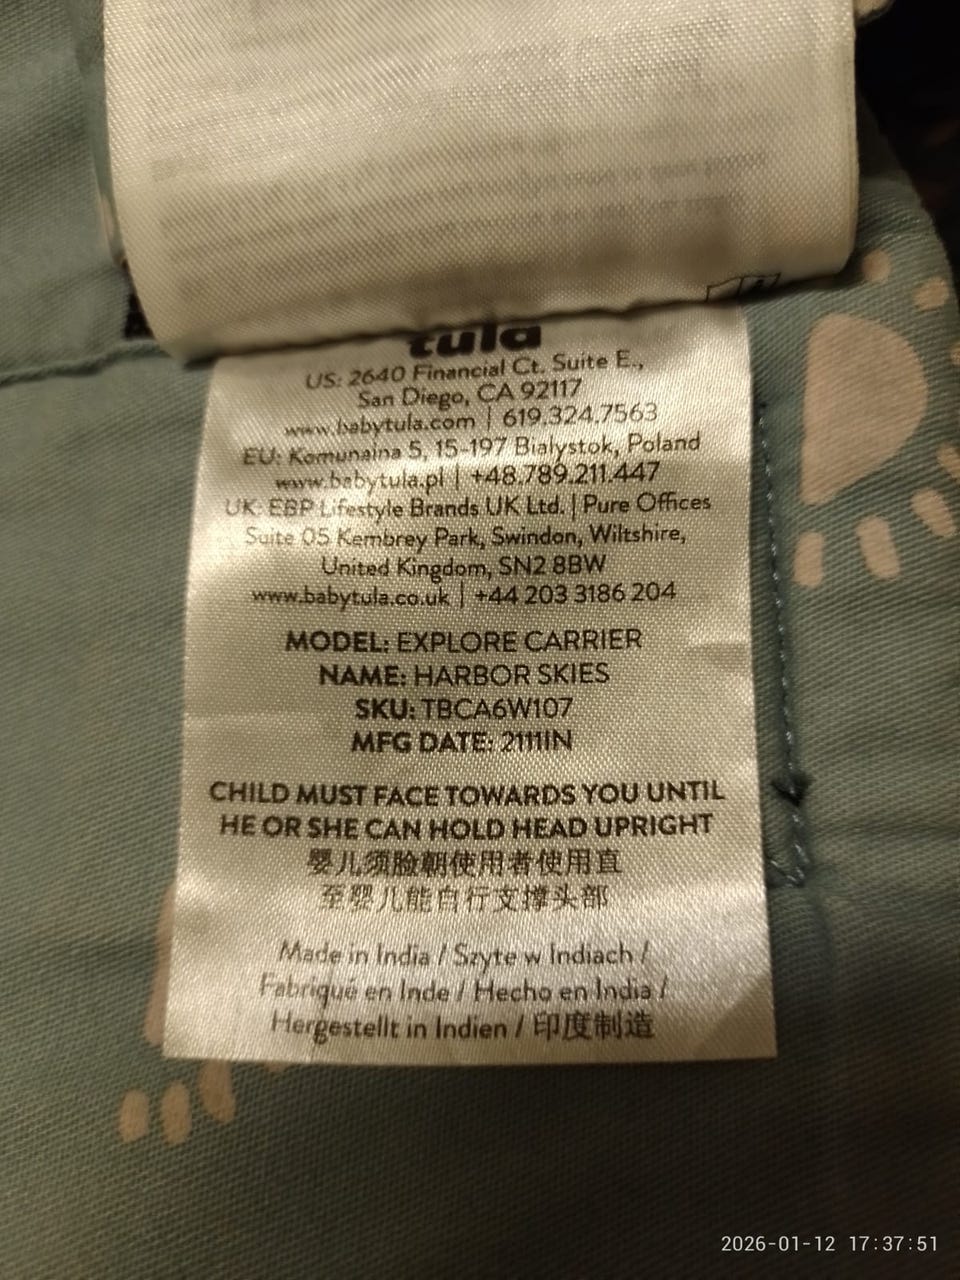 tula
US: 2640 Financial Ct. Suite E.,
San Diego, CA 92117
www.babytula.com | 619.324.7563
EU: Komunalna 5, 15-197 Bialystok, Poland
www.babytula.pl | +48.789.211.447
UK: EBP Lifestyle Brands UK Ltd. | Pure Offices
Suite 05 Kembrey Park, Swindon, Wiltshire,
United Kingdom, SN2 8BW
www.babytula.co.uk | +44 203 3186 204
MODEL: EXPLORE CARRIER
NAME: HARBOR SKIES
SKU: TBCA6W107
MFG DATE: 2111IN
CHILD MUST FACE TOWARDS YOU UNTIL
HE OR SHE CAN HOLD HEAD UPRIGHT
婴儿须脸朝使用者使用直
至婴儿能自行支撑头部
Made in India / Szyte w Indiach /
Fabriqué en Inde / Hecho en India /
Hergestellt in Indien / 印度制造
2026-01-12 17:37:51